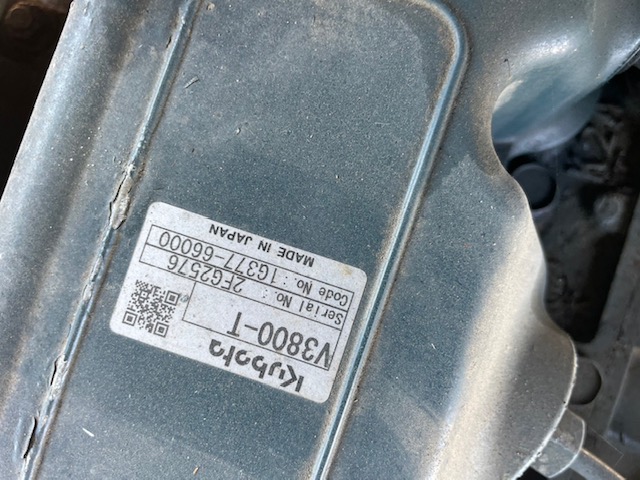 Kubota
V3800-T
Serial No.: 2FG2576
Code No.: 1G377-66000
MADE IN JAPAN